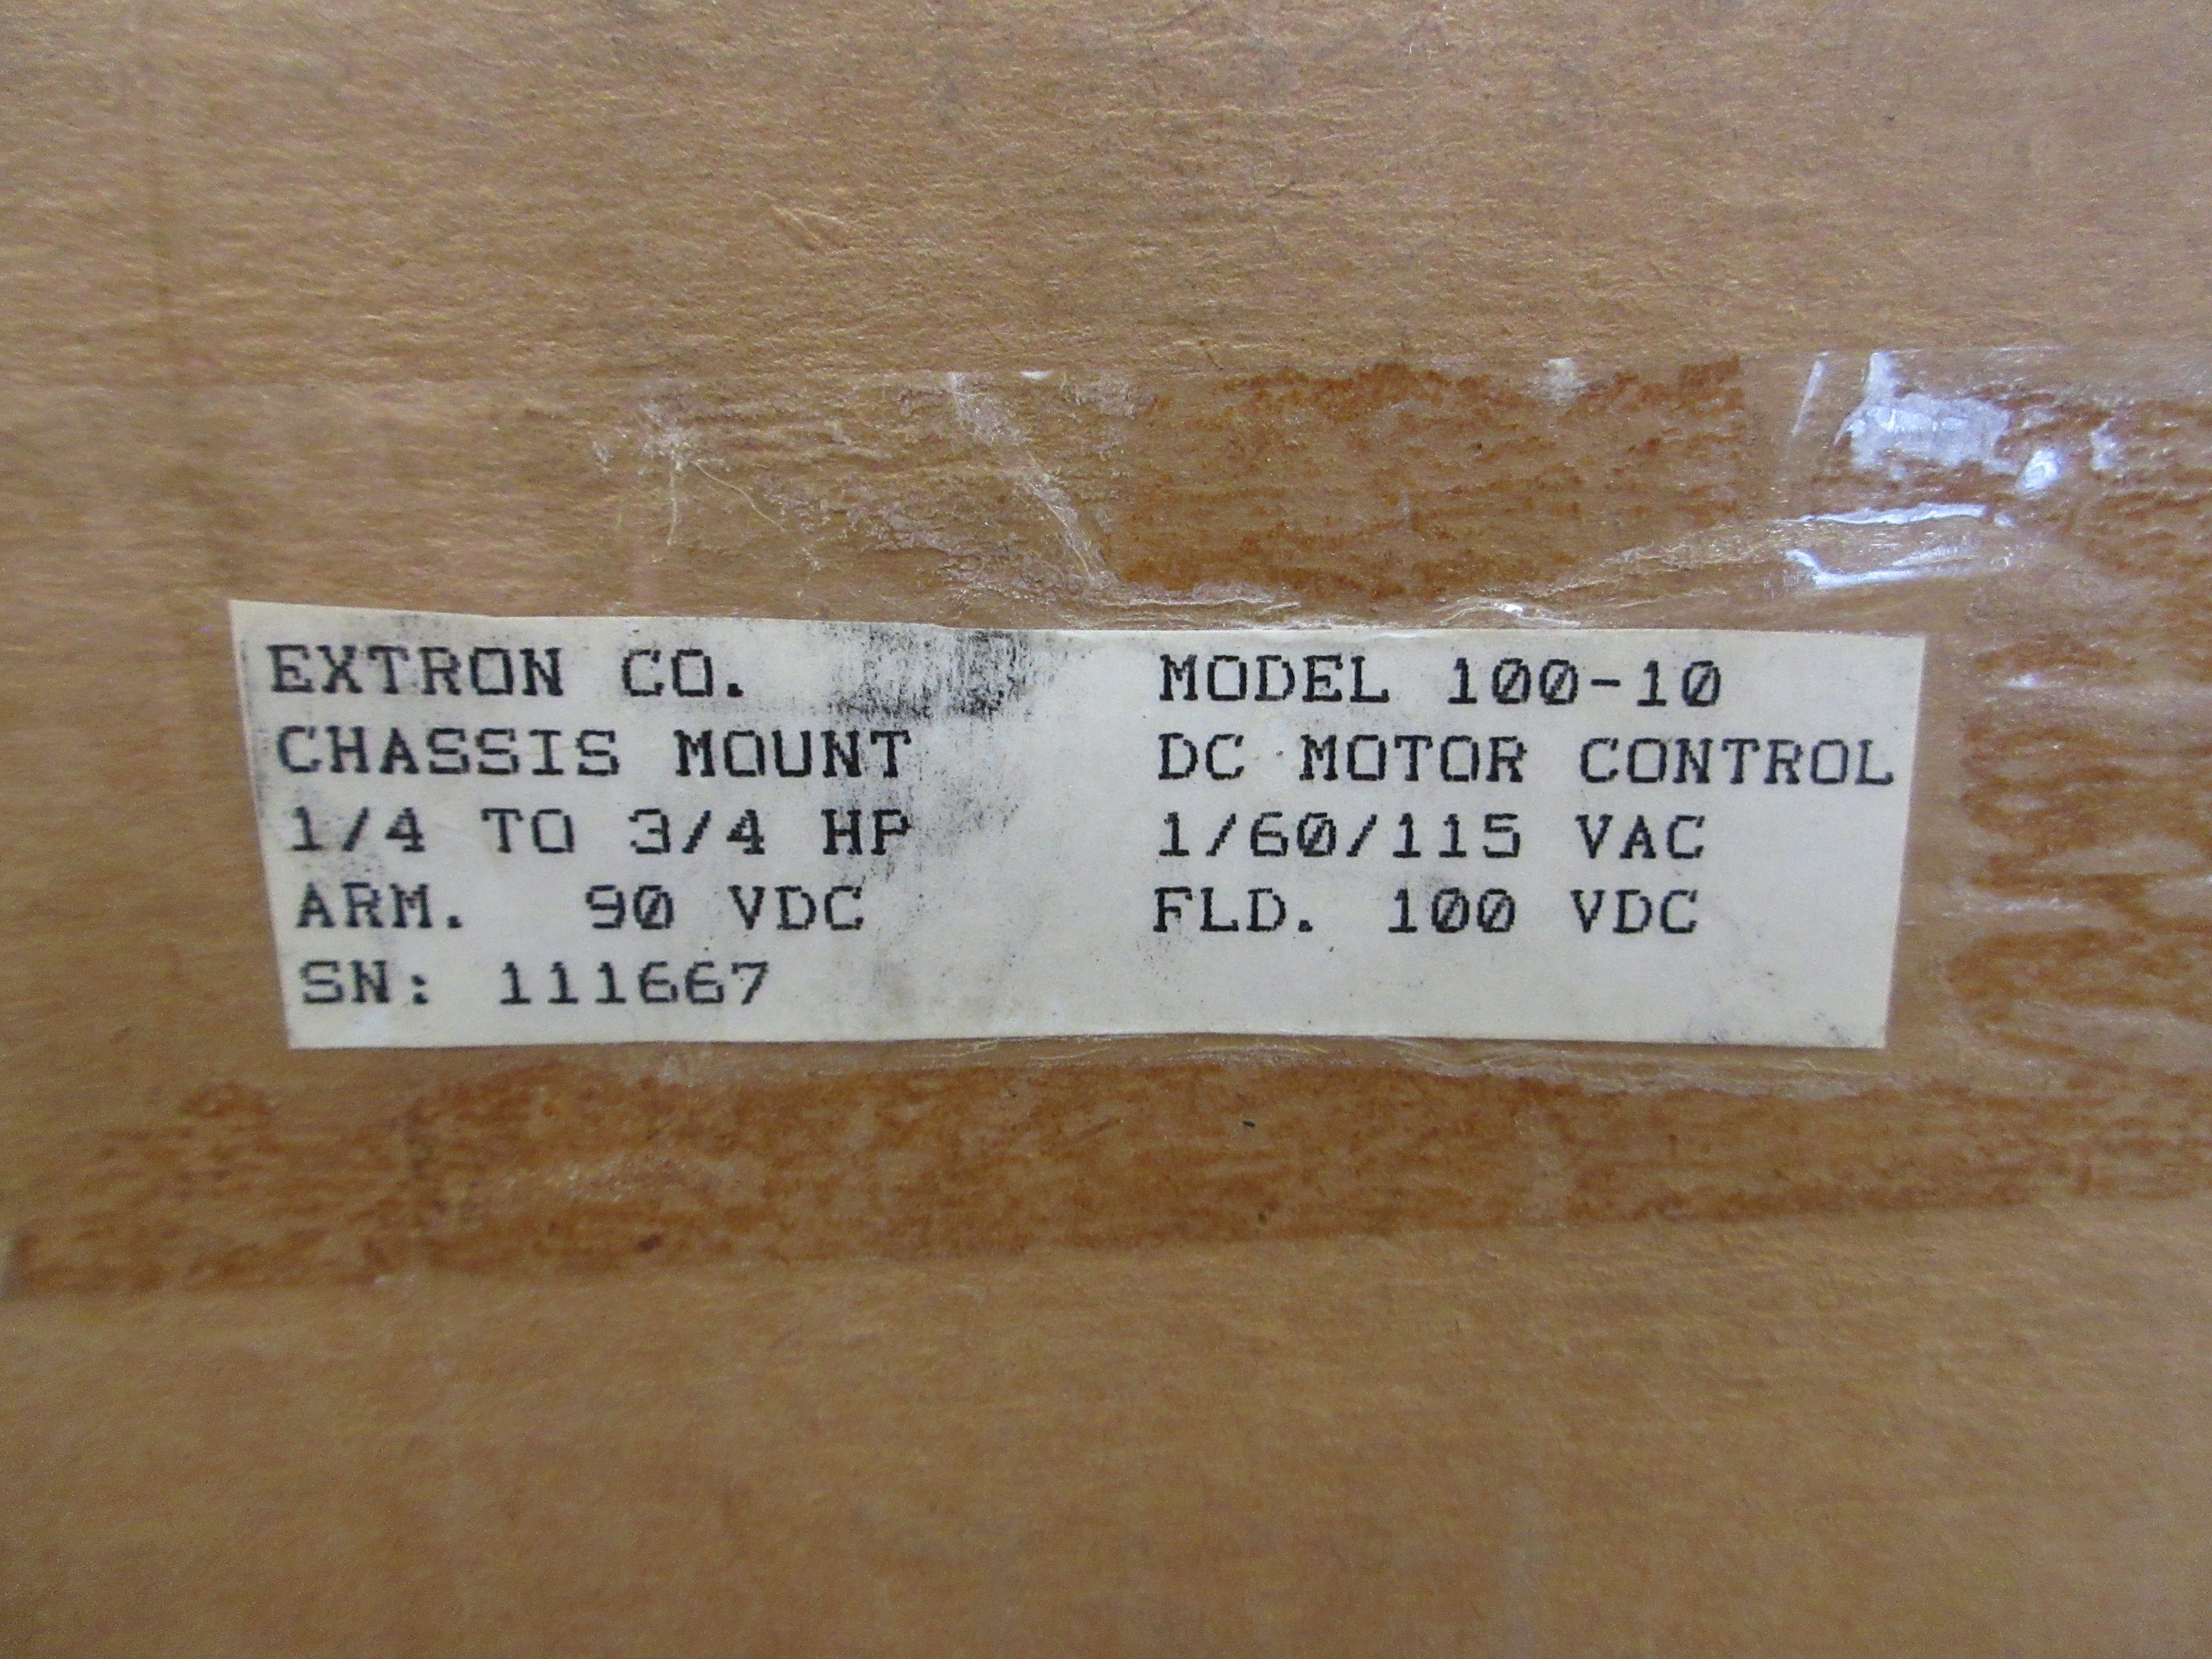 EXTRON CO. MODEL 100-10
CHASSIS MOUNT DC MOTOR CONTROL
1/4 TO 3/4 HP 1/60/115 VAC
ARM. 90 VDC FLD. 100 VDC
SN: 111667